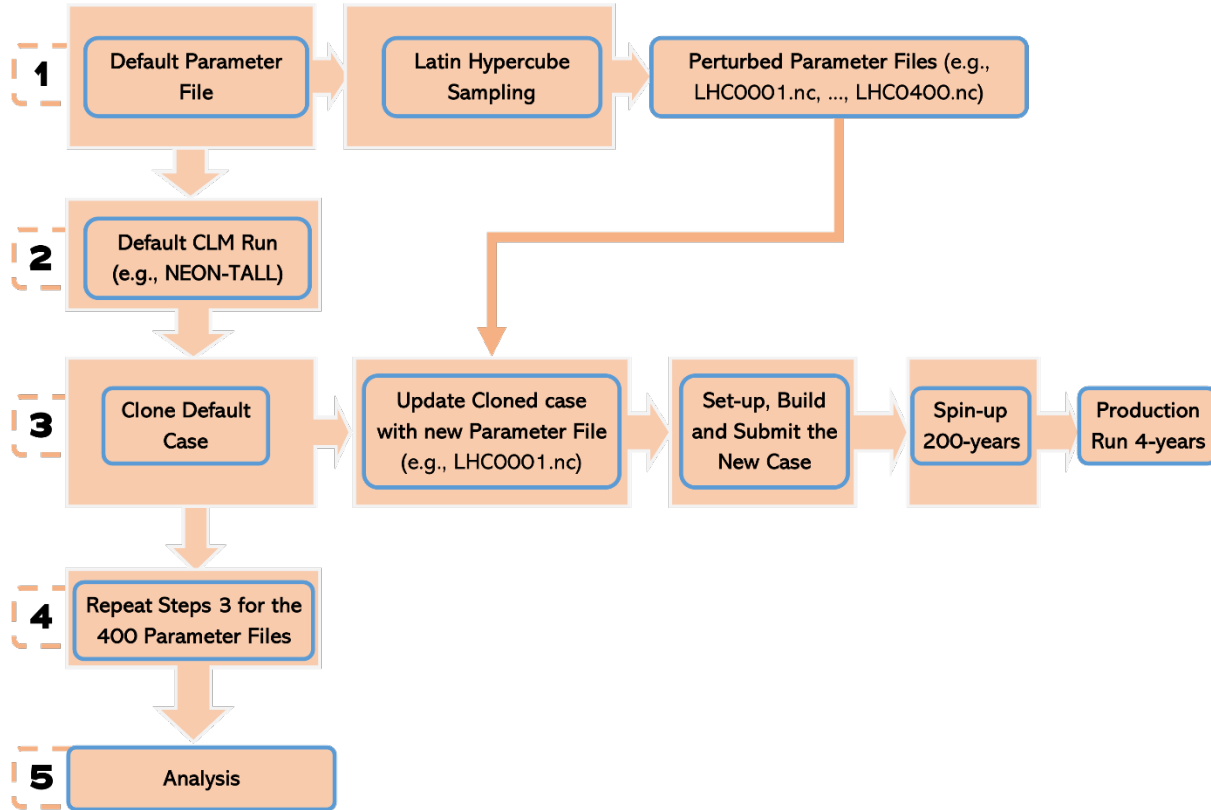 1
Default Parameter
File
Latin Hypercube
Sampling
Perturbed Parameter Files (e.g.,
LHC0001.nc, ..., LHC0400.nc)
2
Default CLM Run
(e.g., NEON-TALL)
3
Clone Default
Case
Update Cloned case
with new Parameter File
(e.g., LHC0001.nc)
Set-up, Build
and Submit the
New Case
Spin-up
200-years
Production
Run 4-years
4
Repeat Steps 3 for the
400 Parameter Files
5
Analysis